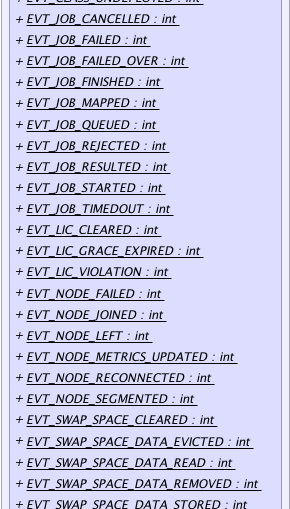 + EVT_CLASS_UNDEPLOYED : int
+ EVT_JOB_CANCELLED : int
+ EVT_JOB_FAILED : int
+ EVT_JOB_FAILED_OVER : int
+ EVT_JOB_FINISHED : int
+ EVT_JOB_MAPPED : int
+ EVT_JOB_QUEUED : int
+ EVT_JOB_REJECTED : int
+ EVT_JOB_RESULTED : int
+ EVT_JOB_STARTED : int
+ EVT_JOB_TIMEDOUT : int
+ EVT_LIC_CLEARED : int
+ EVT_LIC_GRACE_EXPIRED : int
+ EVT_LIC_VIOLATION : int
+ EVT_NODE_FAILED : int
+ EVT_NODE_JOINED : int
+ EVT_NODE_LEFT : int
+ EVT_NODE_METRICS_UPDATED : int
+ EVT_NODE_RECONNECTED : int
+ EVT_NODE_SEGMENTED : int
+ EVT_SWAP_SPACE_CLEARED : int
+ EVT_SWAP_SPACE_DATA_EVICTED : int
+ EVT_SWAP_SPACE_DATA_READ : int
+ EVT_SWAP_SPACE_DATA_REMOVED : int
+ EVT_SWAP_SPACE_DATA_STORED : int